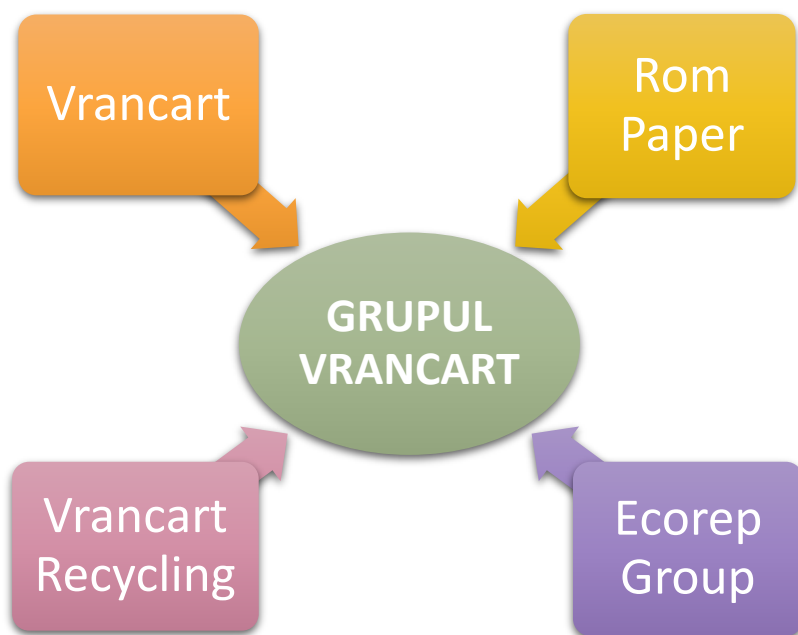 Vrancart
Rom
Paper
GRUPUL
VRANCART
Vrancart
Recycling
Ecorep
Group